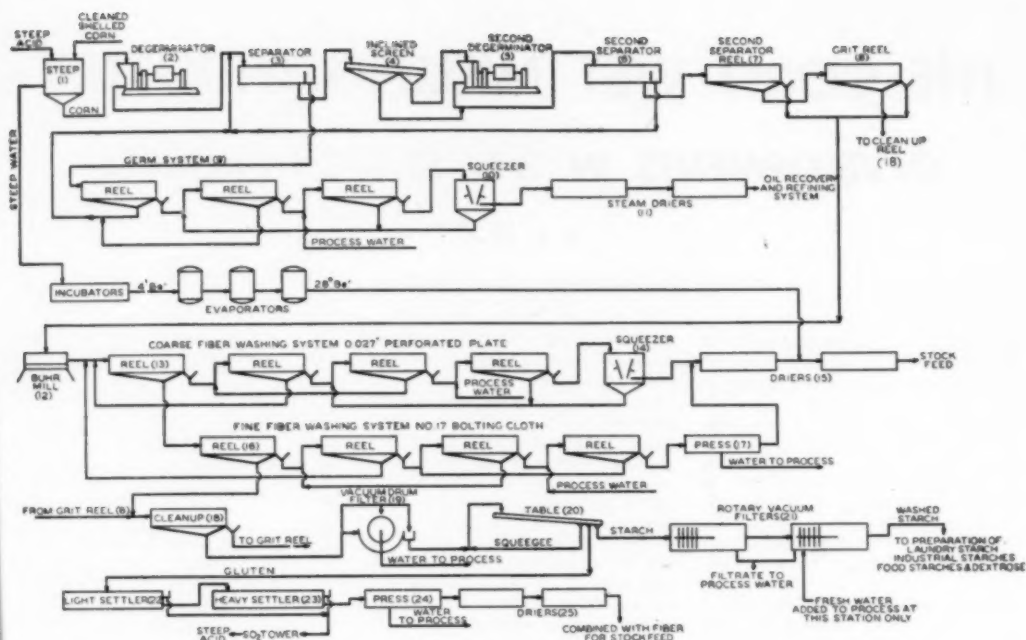 STEEP
ACID
CLEANED
SHELLED
CORN
STEEP
(1)
CORN
DEGERMINATOR
(2)
SEPARATOR
(3)
INCLINED
SCREEN
(4)
SECOND
DEGERMINATOR
(5)
SECOND
SEPARATOR
(6)
SECOND
SEPARATOR
REEL (7)
GRIT REEL
(8)
TO CLEAN UP
REEL
(18)
STEEP WATER
GERM SYSTEM (9)
REEL
REEL
REEL
PROCESS WATER
SQUEEZER
(10)
STEAM DRIERS
(11)
OIL RECOVERY
AND REFINING
SYSTEM
INCUBATORS
4°Be'
EVAPORATORS
28°Be'
COARSE FIBER WASHING SYSTEM 0.027" PERFORATED PLATE
BUHR
MILL
(12)
REEL (13)
REEL
REEL
REEL
PROCESS
WATER
SQUEEZER
(14)
DRIERS (15)
STOCK
FEED
FINE FIBER WASHING SYSTEM NO. 17 BOLTING CLOTH
REEL (16)
REEL
REEL
REEL
PROCESS WATER
PRESS (17)
WATER TO PROCESS
FROM GRIT REEL (8)
CLEANUP (18)
TO GRIT REEL
VACUUM DRUM
FILTER (19)
WATER TO PROCESS
TABLE (20)
SQUEEGEE
STARCH
ROTARY VACUUM
FILTERS (21)
FILTRATE TO
PROCESS WATER
WASHED
STARCH
TO PREPARATION OF
LAUNDRY STARCH
INDUSTRIAL STARCHES
FOOD STARCHES & DEXTROSE
FRESH WATER
ADDED TO PROCESS AT
THIS STATION ONLY
GLUTEN
LIGHT SETTLER (22)
HEAVY SETTLER (23)
PRESS (24)
WATER
TO PROCESS
DRIERS (25)
STEEP
ACID
SO₂ TOWER
COMBINED WITH FIBER
FOR STOCK FEED